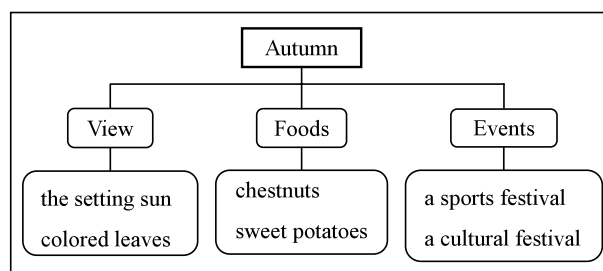 Autumn
View
Foods
Events
the setting sun
colored leaves
chestnuts
sweet potatoes
a sports festival
a cultural festival